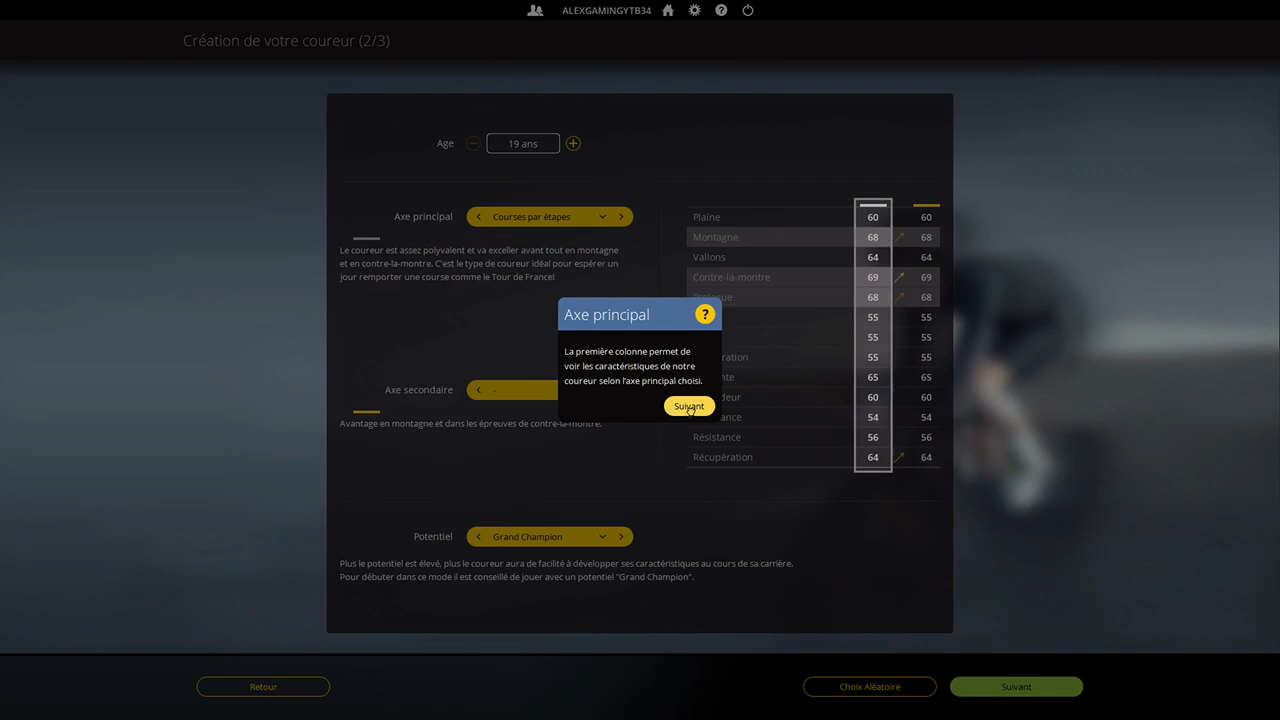 ALEXGAMINGYTB34
Création de votre coureur (2/3)
Age
19 ans
Axe principal
Courses par étapes
Le coureur est assez polyvalent et va exceller avant tout en montagne
et en contre-la-montre. C'est le type de coureur idéal pour espérer un
jour remporter une course comme le Tour de France!
Axe secondaire
-
Avantage en montagne et dans les épreuves de contre-la-montre.
Plaine 60 60
Montagne 68 68
Vallons 64 64
Contre-la-montre 69 69
Prologue 68 68
55 55
55 55
ration 55 55
nte 65 65
deur 60 60
ance 54 54
Résistance 56 56
Récupération 64 64
Axe principal
?
La première colonne permet de
voir les caractéristiques de notre
coureur selon l'axe principal choisi.
Suivant
Potentiel
Grand Champion
Plus le potentiel est élevé, plus le coureur aura de facilité à développer ses caractéristiques au cours de sa carrière.
Pour débuter dans ce mode il est conseillé de jouer avec un potentiel "Grand Champion".
Retour
Choix Aléatoire
Suivant